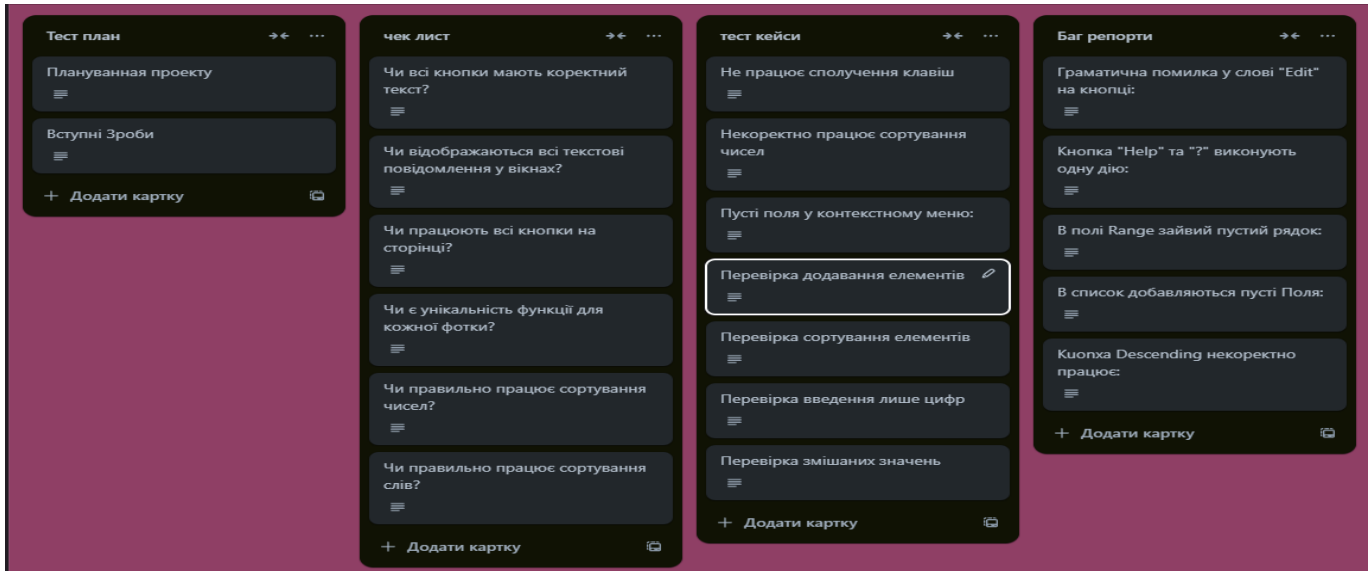 Тест план
Плануванная проекту
Вступні Зроби
+ Додати картку
чек лист
Чи всі кнопки мають коректний
текст?
Чи відображаються всі текстові
повідомлення у вікнах?
Чи працюють всі кнопки на
сторінці?
Чи є унікальність функції для
кожної фотки?
Чи правильно працює сортування
чисел?
Чи правильно працює сортування
слів?
+ Додати картку
тест кейси
Не працює сполучення клавіш
Некоректно працює сортування
чисел
Пусті поля у контекстному меню:
Перевірка додавання елементів
Перевірка сортування елементів
Перевірка введення лише цифр
Перевірка змішаних значень
+ Додати картку
Баг репорти
Граматична помилка у слові "Edit"
на кнопці:
Кнопка "Help" та "?" виконують
одну дію:
В полі Range зайвий пустий рядок:
В список добавляються пусті Поля:
Kuonxa Descending некоректно
працює:
+ Додати картку